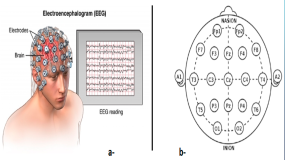 Electroencephalogram (EEG)
Electrodes
Brain
EEG reading
a-
NASION
Fp1 Fp2
F7 F3 Fz F4 F8
A1 T3 C3 Cz C4 T4 A2
T5 P3 Pz P4 T6
O1 O2
INION
b-